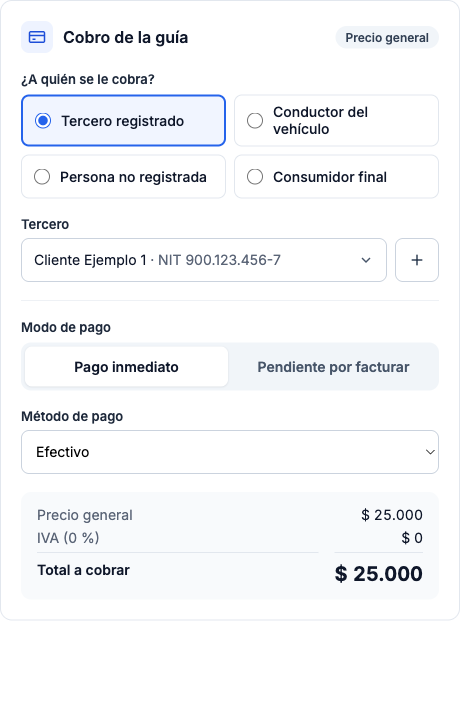 Cobro de la guía
Precio general
¿A quién se le cobra?
Tercero registrado
Conductor del
vehículo
Persona no registrada
Consumidor final
Tercero
Cliente Ejemplo 1 · NIT 900.123.456-7
+
Modo de pago
Pago inmediato
Pendiente por facturar
Método de pago
Efectivo
Precio general $ 25.000
IVA (0 %) $ 0
Total a cobrar $ 25.000